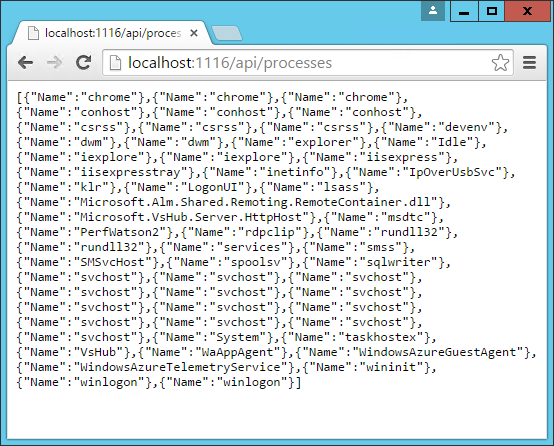 localhost:1116/api/proces
localhost:1116/api/processes
[{"Name":"chrome"},{"Name":"chrome"},{"Name":"chrome"},
{"Name":"conhost"},{"Name":"conhost"},{"Name":"conhost"},
{"Name":"csrss"},{"Name":"csrss"},{"Name":"csrss"},{"Name":"devenv"},
{"Name":"dwm"},{"Name":"dwm"},{"Name":"explorer"},{"Name":"Idle"},
{"Name":"iexplore"},{"Name":"iexplore"},{"Name":"iisexpress"},
{"Name":"iisexpresstray"},{"Name":"inetinfo"},{"Name":"IpOverUsbSvc"},
{"Name":"klr"},{"Name":"LogonUI"},{"Name":"lsass"},
{"Name":"Microsoft.Alm.Shared.Remoting.RemoteContainer.dll"},
{"Name":"Microsoft.VsHub.Server.HttpHost"},{"Name":"msdtc"},
{"Name":"PerfWatson2"},{"Name":"rdpclip"},{"Name":"rundll32"},
{"Name":"rundll32"},{"Name":"services"},{"Name":"smss"},
{"Name":"SMSvcHost"},{"Name":"spoolsv"},{"Name":"sqlwriter"},
{"Name":"svchost"},{"Name":"svchost"},{"Name":"svchost"},
{"Name":"svchost"},{"Name":"svchost"},{"Name":"svchost"},
{"Name":"svchost"},{"Name":"svchost"},{"Name":"svchost"},
{"Name":"svchost"},{"Name":"svchost"},{"Name":"svchost"},
{"Name":"svchost"},{"Name":"System"},{"Name":"taskhostex"},
{"Name":"VsHub"},{"Name":"WaAppAgent"},{"Name":"WindowsAzureGuestAgent"},
{"Name":"WindowsAzureTelemetryService"},{"Name":"wininit"},
{"Name":"winlogon"},{"Name":"winlogon"}]